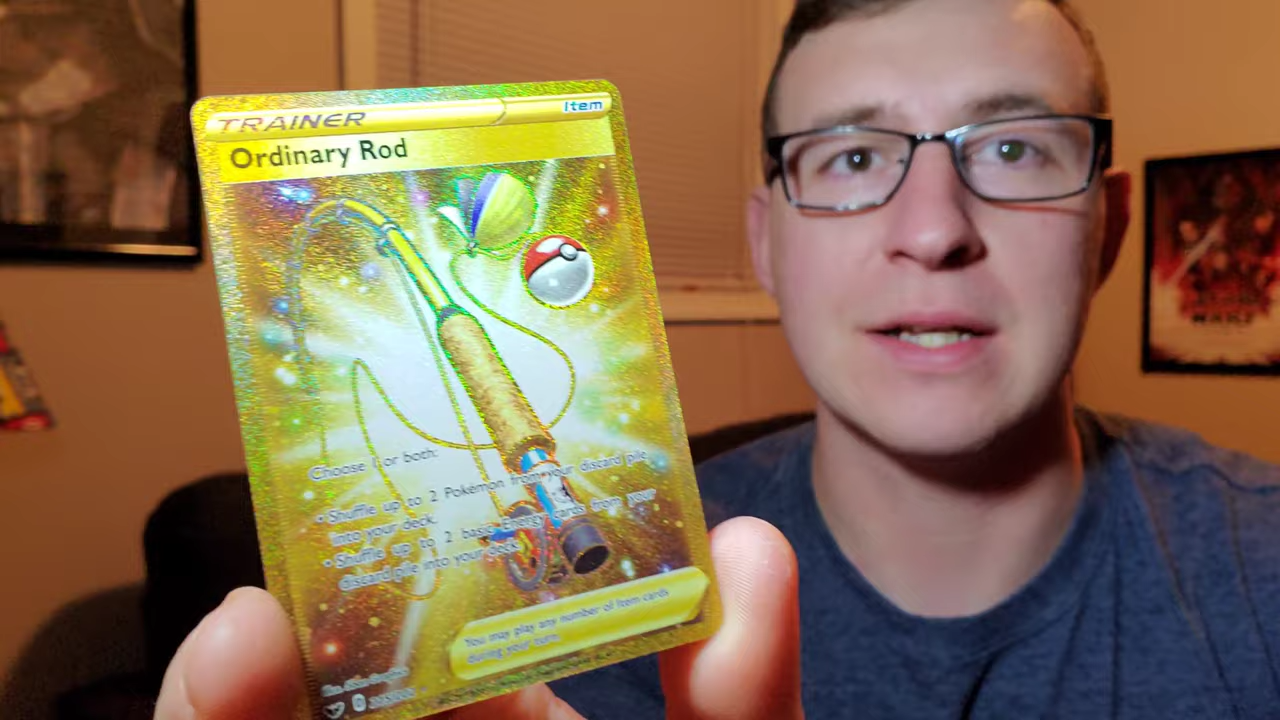 TRAINER
Item
Ordinary Rod
Choose 1 or both:
• Shuffle up to 2 Pokémon from your discard pile
into your deck.
• Shuffle up to 2 basic Energy cards from your
discard pile into your deck.
You may play any number of Item cards
during your turn.
WARS